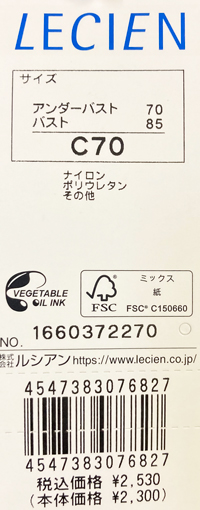 LECIEN
サイズ
アンダーバスト 70
バスト 85
C70
ナイロン
ポリウレタン
その他
VEGETABLE
OIL INK
FSC
ミックス
紙
FSC® C150660
NO. 1660372270
株式会社ルシアン https://www.lecien.co.jp/
4547383076827
4547383076827
税込価格 ¥2,530
(本体価格 ¥2,300)